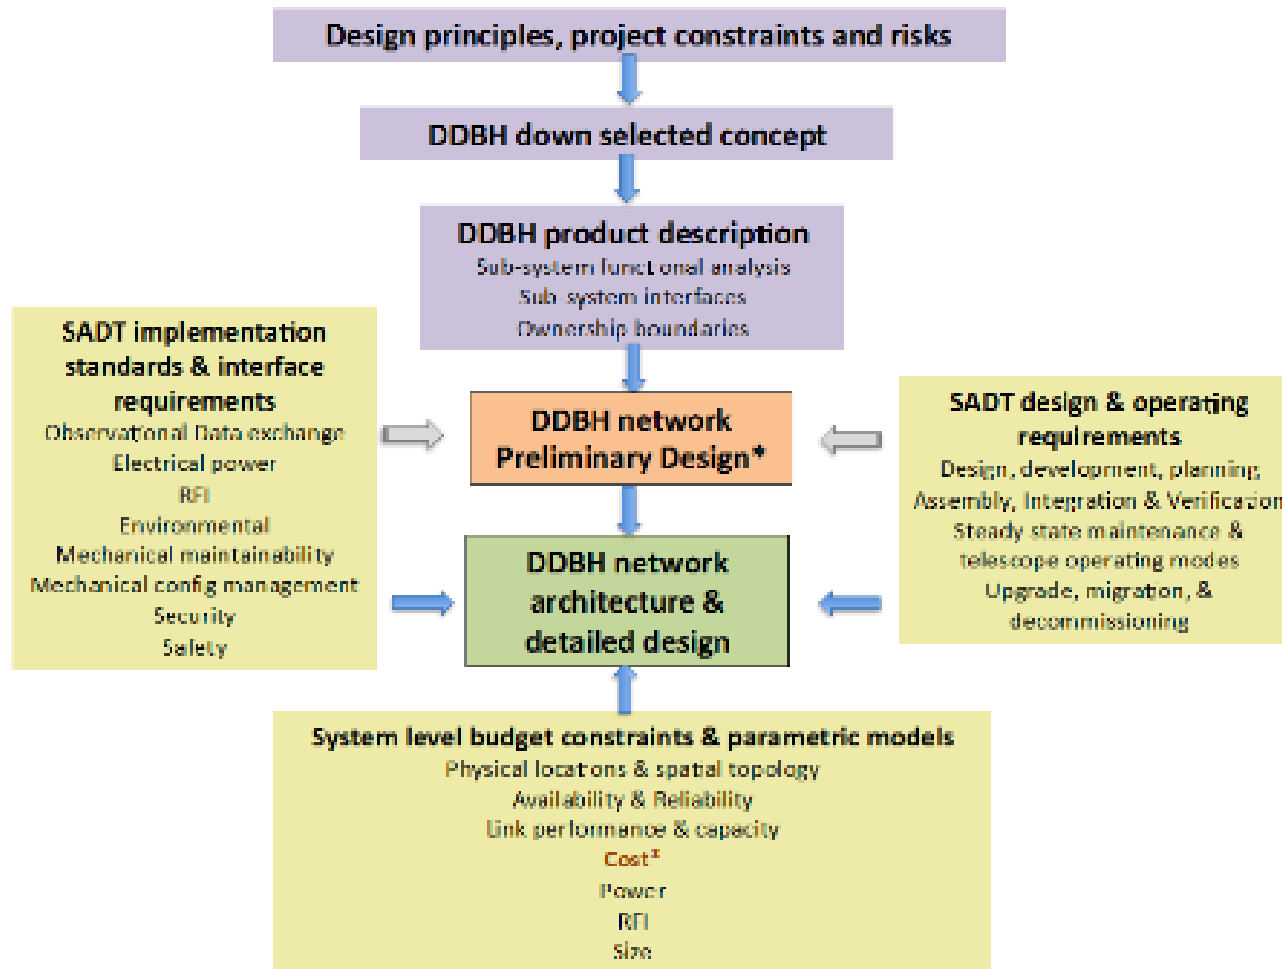 Design principles, project constraints and risks
DDBH down selected concept
DDBH product description
Sub-system functional analysis
Sub-system interfaces
Ownership boundaries
SADT implementation
standards & interface
requirements
Observational Data exchange
Electrical power
RFI
Environmental
Mechanical maintainability
Mechanical config management
Security
Safety
DDBH network
Preliminary Design*
SADT design & operating
requirements
Design, development, planning
Assembly, Integration & Verification
Steady state maintenance &
telescope operating modes
Upgrade, migration, &
decommissioning
DDBH network
architecture &
detailed design
System level budget constraints & parametric models
Physical locations & spatial topology
Availability & Reliability
Link performance & capacity
Cost*
Power
RFI
Size